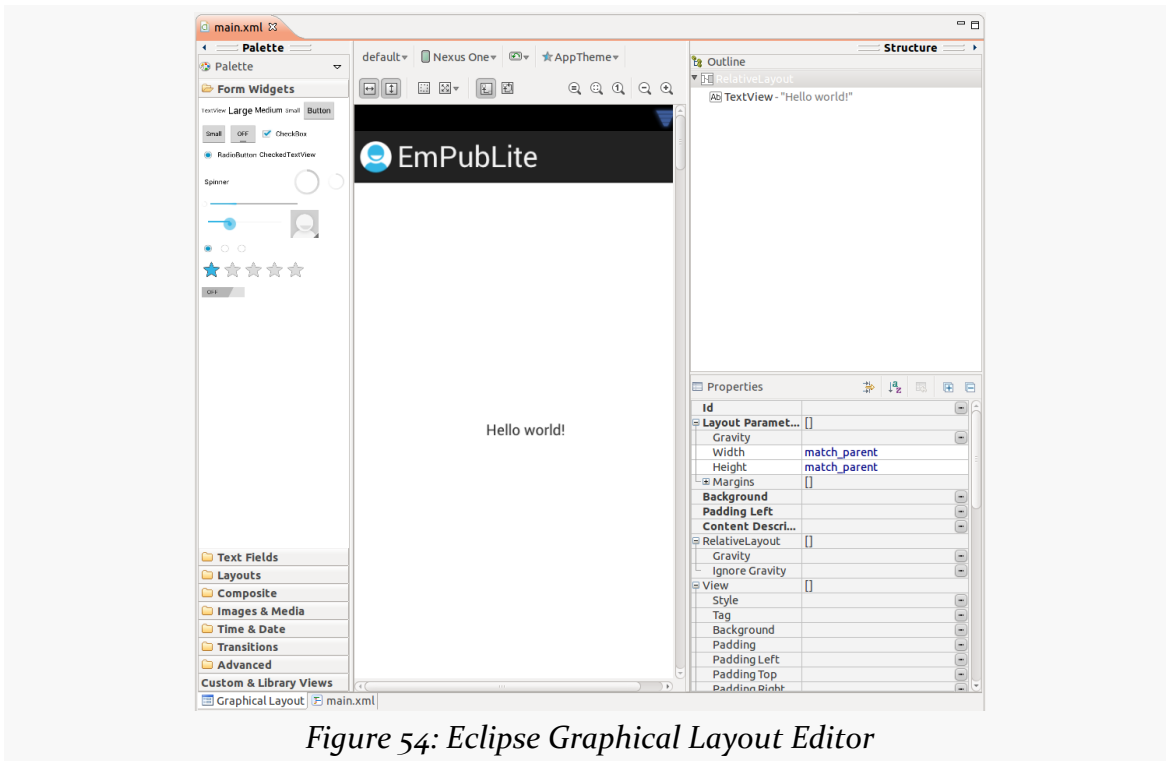 main.xml
Palette
Palette
Form Widgets
TextView Large Medium Small Button
Small OFF CheckBox
RadioButton CheckedTextView
Spinner
OFF
Text Fields
Layouts
Composite
Images & Media
Time & Date
Transitions
Advanced
Custom & Library Views
Graphical Layout main.xml
default Nexus One AppTheme
EmPubLite
Hello world!
Structure
Outline
RelativeLayout
Ab TextView - "Hello world!"
Properties
Id
Layout Paramet... []
Gravity
Width match_parent
Height match_parent
Margins []
Background
Padding Left
Content Descri...
RelativeLayout []
Gravity
Ignore Gravity
View []
Style
Tag
Background
Padding
Padding Left
Padding Top
Padding Right
Figure 54: Eclipse Graphical Layout Editor